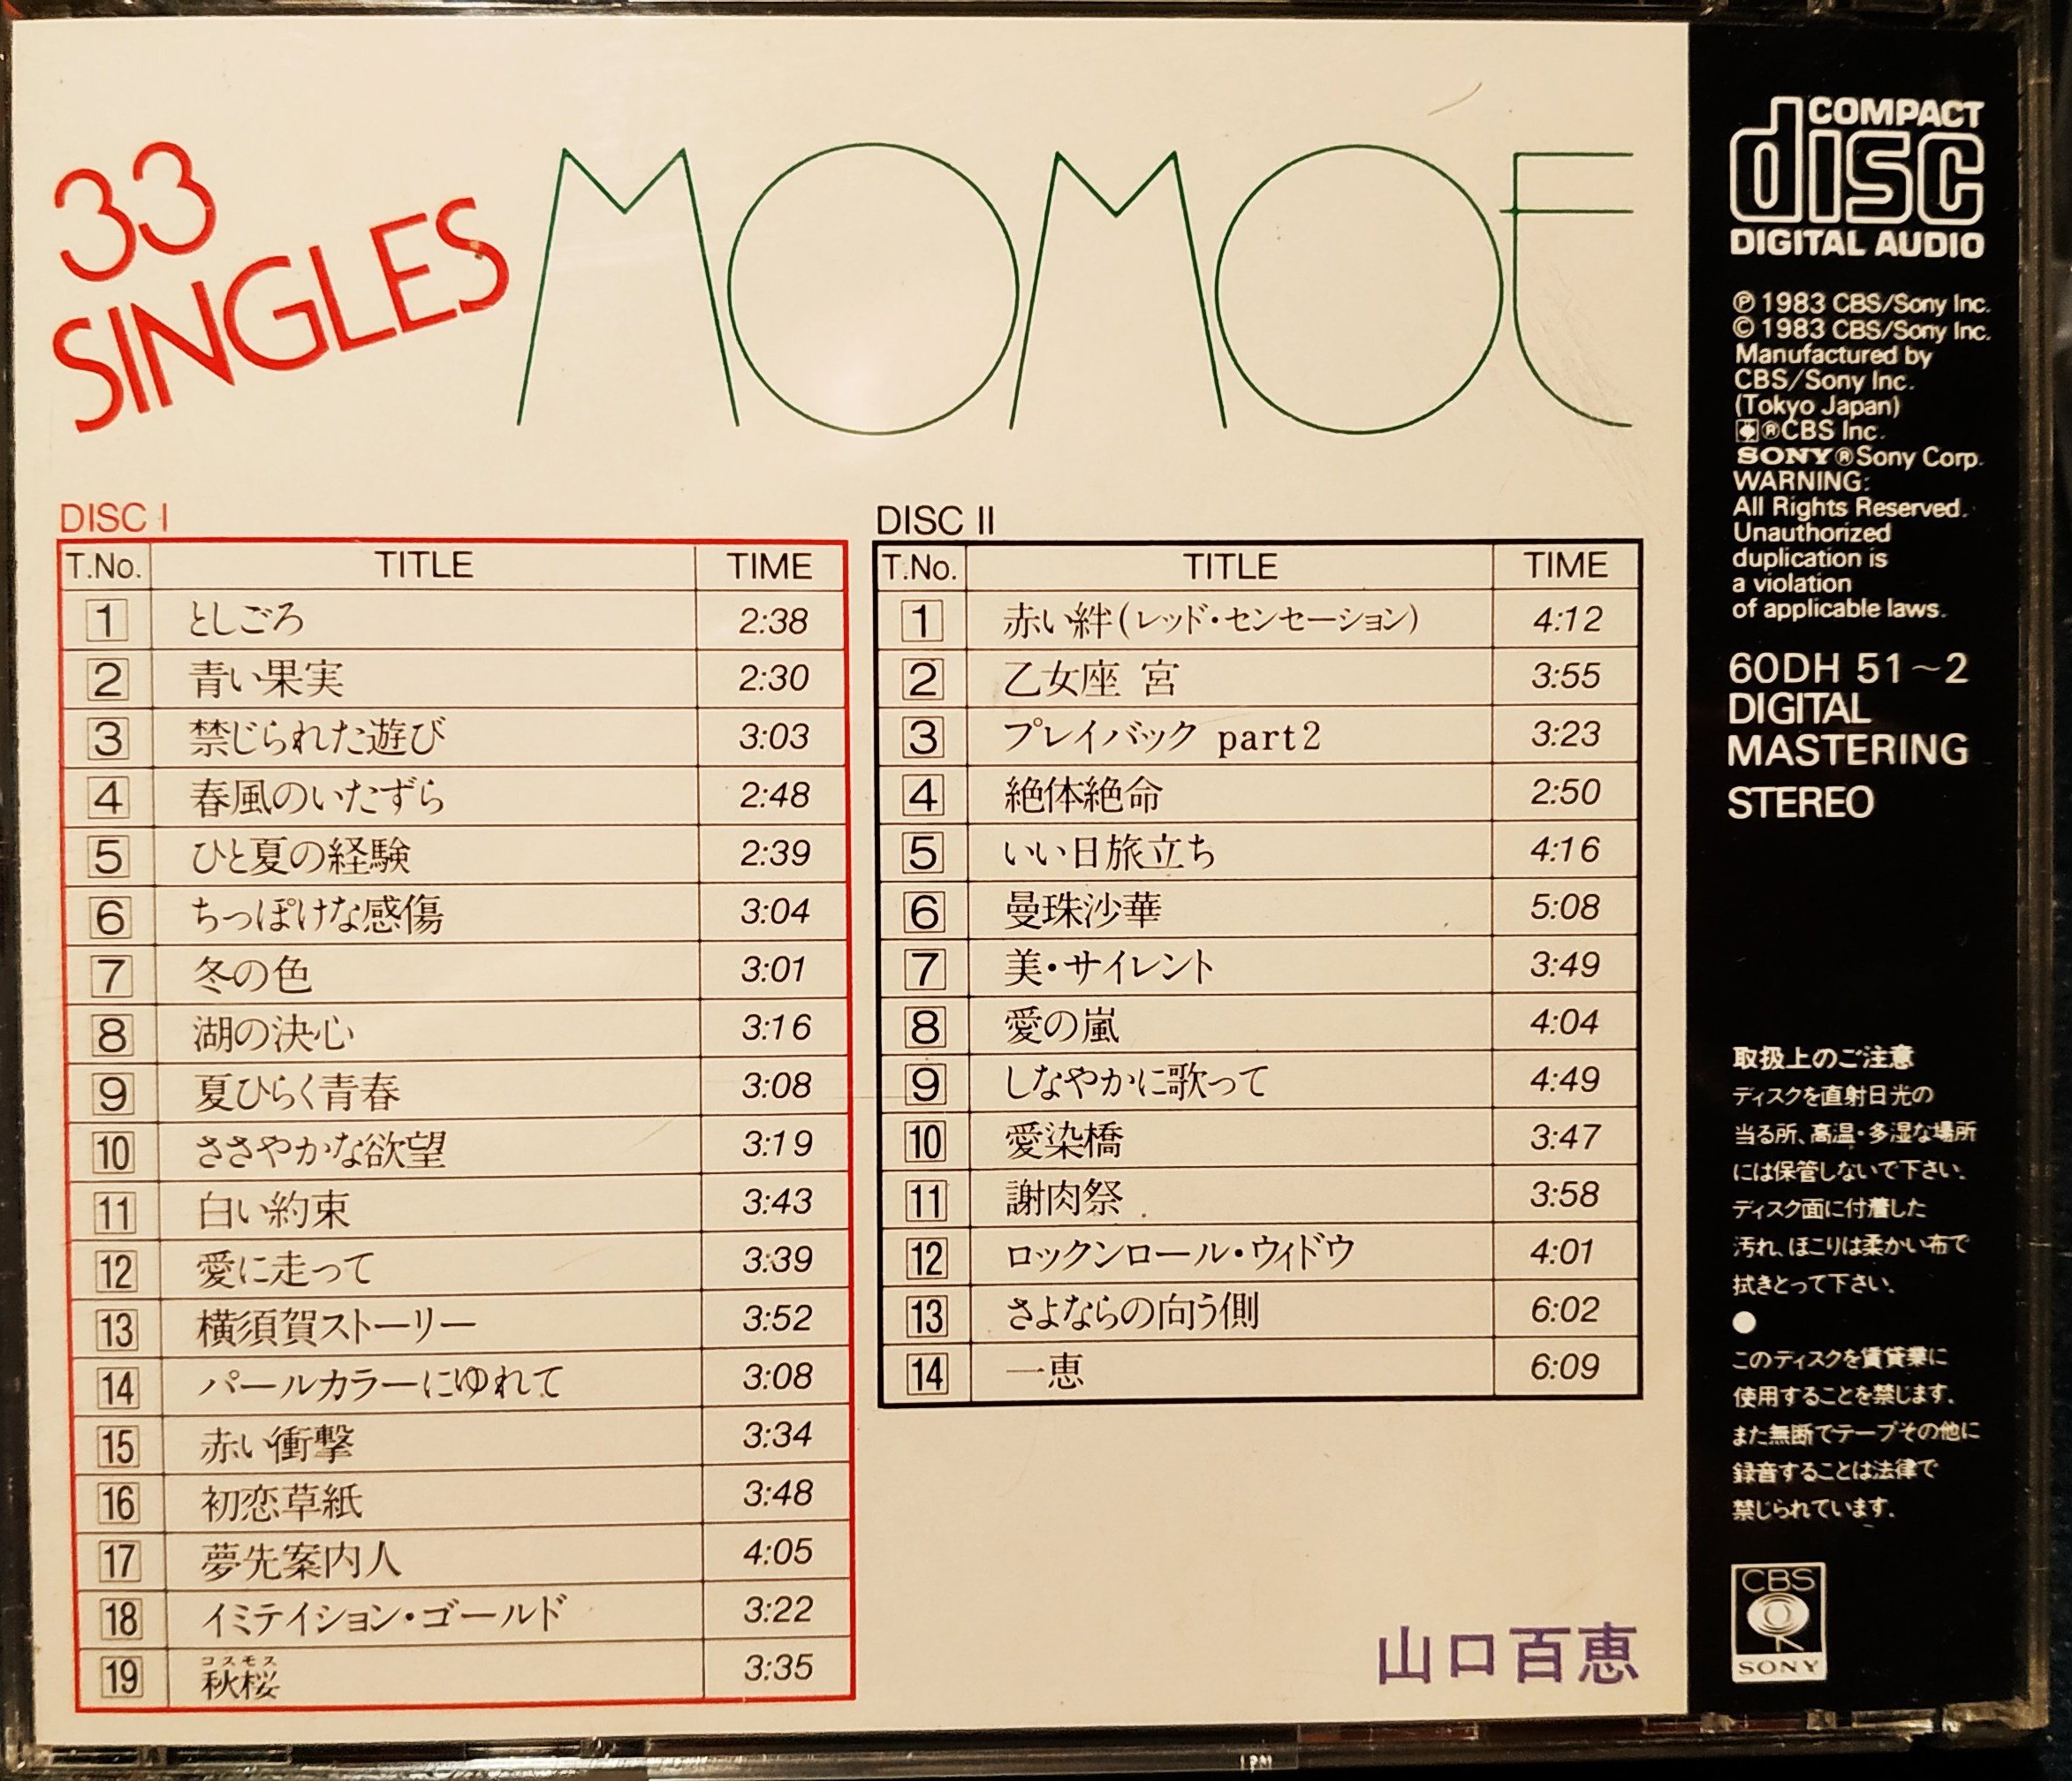 33
SINGLES
MOMOE
DISC I
T.No. TITLE TIME
1 としごろ 2:38
2 青い果実 2:30
3 禁じられた遊び 3:03
4 春風のいたずら 2:48
5 ひと夏の経験 2:39
6 ちっぽけな感傷 3:04
7 冬の色 3:01
8 湖の決心 3:16
9 夏ひらく青春 3:08
10 ささやかな欲望 3:19
11 白い約束 3:43
12 愛に走って 3:39
13 横須賀ストーリー 3:52
14 パールカラーにゆれて 3:08
15 赤い衝撃 3:34
16 初恋草紙 3:48
17 夢先案内人 4:05
18 イミテイション・ゴールド 3:22
コスモス
19 秋桜 3:35
DISC II
T.No. TITLE TIME
1 赤い絆(レッド・センセーション) 4:12
2 乙女座 宮 3:55
3 プレイバック part2 3:23
4 絶体絶命 2:50
5 いい日旅立ち 4:16
6 曼珠沙華 5:08
7 美・サイレント 3:49
8 愛の嵐 4:04
9 しなやかに歌って 4:49
10 愛染橋 3:47
11 謝肉祭 3:58
12 ロックンロール・ウィドウ 4:01
13 さよならの向う側 6:02
14 一恵 6:09
山口百恵
COMPACT
disc
DIGITAL AUDIO
℗ 1983 CBS/Sony Inc.
© 1983 CBS/Sony Inc.
Manufactured by
CBS/Sony Inc.
(Tokyo Japan)
®CBS Inc.
SONY®Sony Corp.
WARNING:
All Rights Reserved.
Unauthorized
duplication is
a violation
of applicable laws.
60DH 51~2
DIGITAL
MASTERING
STEREO
取扱上のご注意
ディスクを直射日光の
当る所、高温・多湿な場所
には保管しないで下さい。
ディスク面に付着した
汚れ、ほこりは柔かい布で
拭きとって下さい。
●
このディスクを賃貸業に
使用することを禁じます。
また無断でテープその他に
録音することは法律で
禁じられています。
CBS
SONY